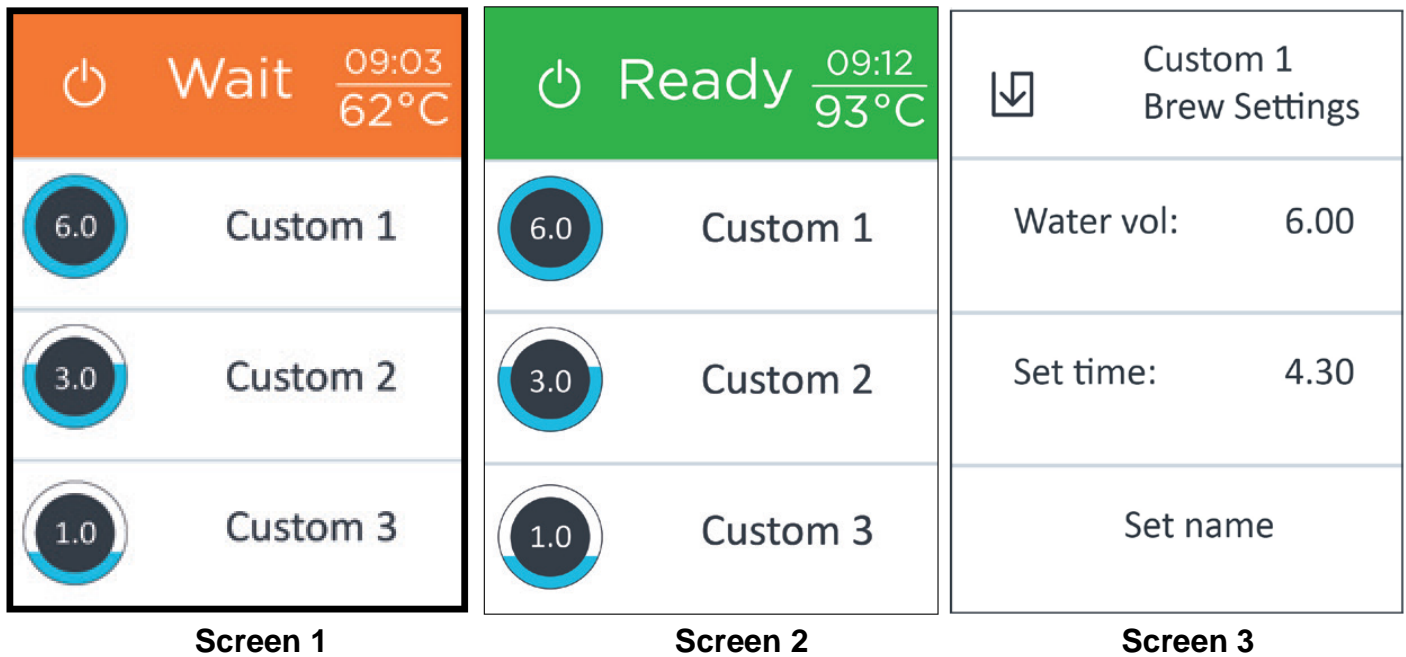 Wait
09:03
62°C
6.0 Custom 1
3.0 Custom 2
1.0 Custom 3
Screen 1
Ready
09:12
93°C
6.0 Custom 1
3.0 Custom 2
1.0 Custom 3
Screen 2
Custom 1
Brew Settings
Water vol: 6.00
Set time: 4.30
Set name
Screen 3